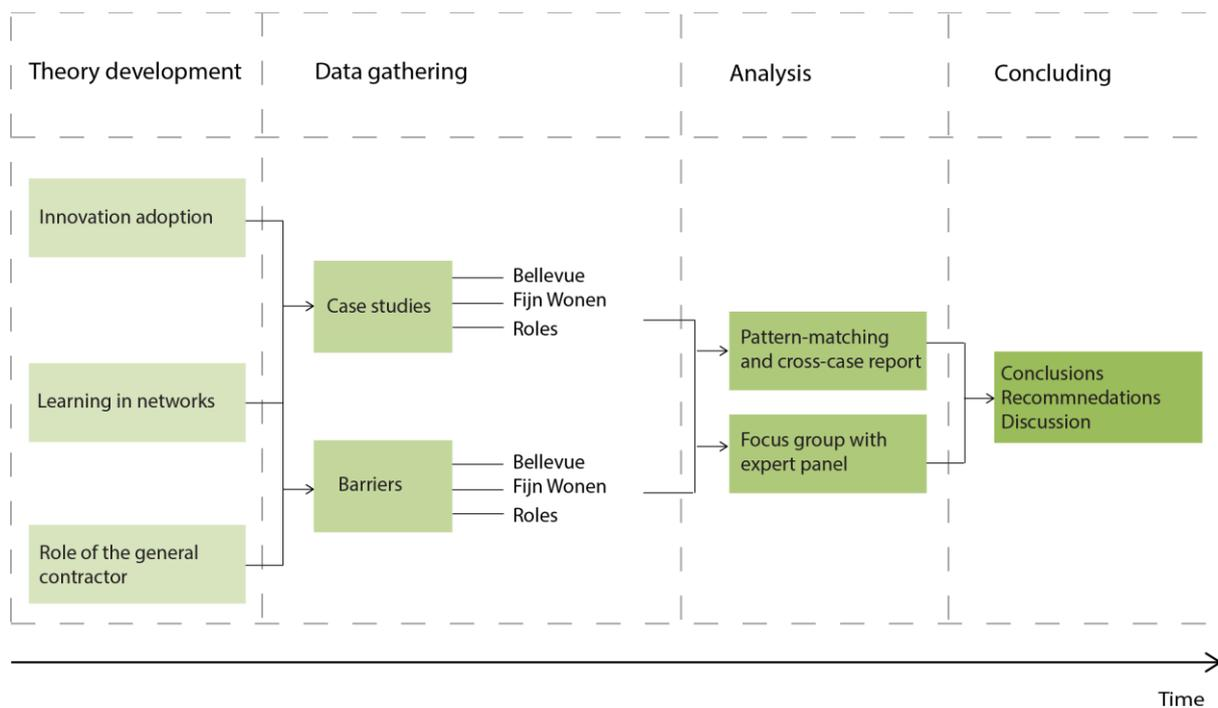 Theory development
Data gathering
Analysis
Concluding
Innovation adoption
Learning in networks
Role of the general
contractor
Case studies
Bellevue
Fijn Wonen
Roles
Barriers
Bellevue
Fijn Wonen
Roles
Pattern-matching
and cross-case report
Focus group with
expert panel
Conclusions
Recommnedations
Discussion
Time